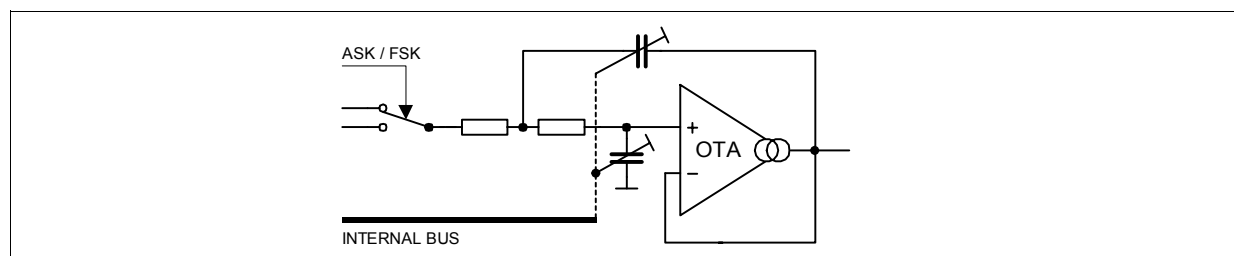 ASK / FSK
+
OTA
−
INTERNAL BUS